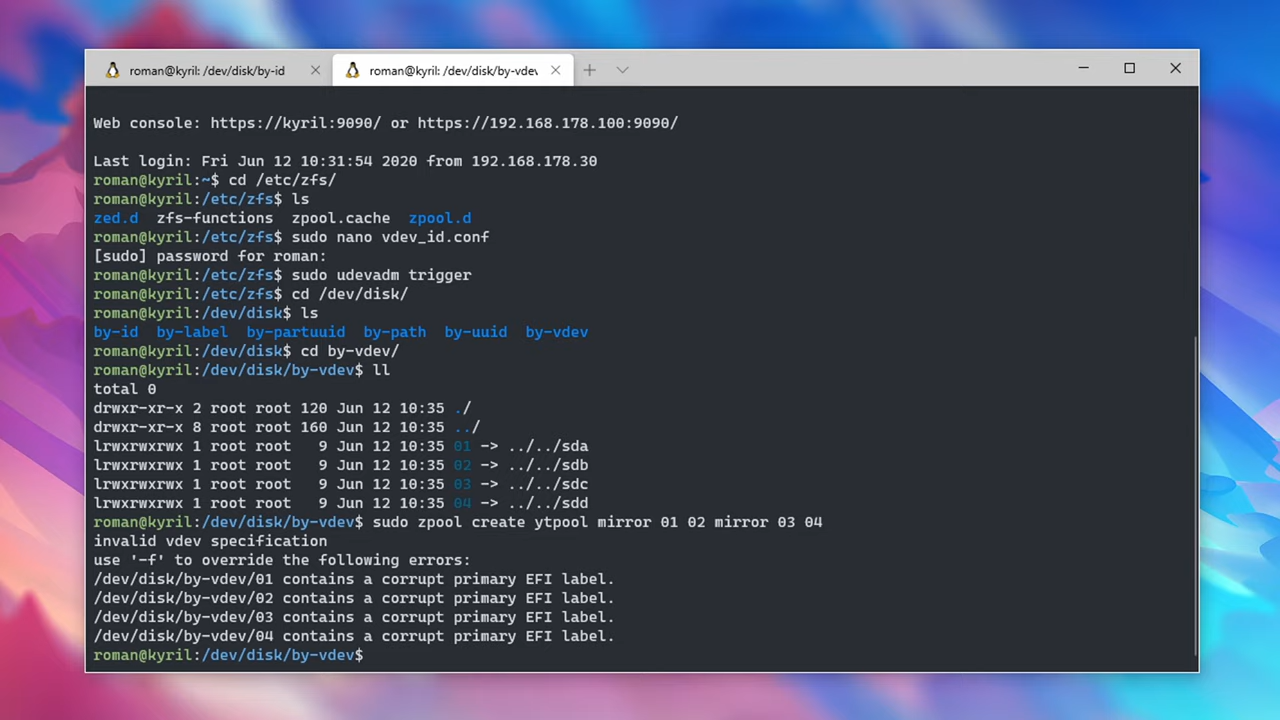 roman@kyril: /dev/disk/by-id
roman@kyril: /dev/disk/by-vdev
Web console: https://kyril:9090/ or https://192.168.178.100:9090/
Last login: Fri Jun 12 10:31:54 2020 from 192.168.178.30
roman@kyril:~$ cd /etc/zfs/
roman@kyril:/etc/zfs$ ls
zed.d  zfs-functions  zpool.cache  zpool.d
roman@kyril:/etc/zfs$ sudo nano vdev_id.conf
[sudo] password for roman:
roman@kyril:/etc/zfs$ sudo udevadm trigger
roman@kyril:/etc/zfs$ cd /dev/disk/
roman@kyril:/dev/disk$ ls
by-id  by-label  by-partuuid  by-path  by-uuid  by-vdev
roman@kyril:/dev/disk$ cd by-vdev/
roman@kyril:/dev/disk/by-vdev$ ll
total 0
drwxr-xr-x 2 root root 120 Jun 12 10:35 ./
drwxr-xr-x 8 root root 160 Jun 12 10:35 ../
lrwxrwxrwx 1 root root   9 Jun 12 10:35 01 -> ../../sda
lrwxrwxrwx 1 root root   9 Jun 12 10:35 02 -> ../../sdb
lrwxrwxrwx 1 root root   9 Jun 12 10:35 03 -> ../../sdc
lrwxrwxrwx 1 root root   9 Jun 12 10:35 04 -> ../../sdd
roman@kyril:/dev/disk/by-vdev$ sudo zpool create ytpool mirror 01 02 mirror 03 04
invalid vdev specification
use '-f' to override the following errors:
/dev/disk/by-vdev/01 contains a corrupt primary EFI label.
/dev/disk/by-vdev/02 contains a corrupt primary EFI label.
/dev/disk/by-vdev/03 contains a corrupt primary EFI label.
/dev/disk/by-vdev/04 contains a corrupt primary EFI label.
roman@kyril:/dev/disk/by-vdev$